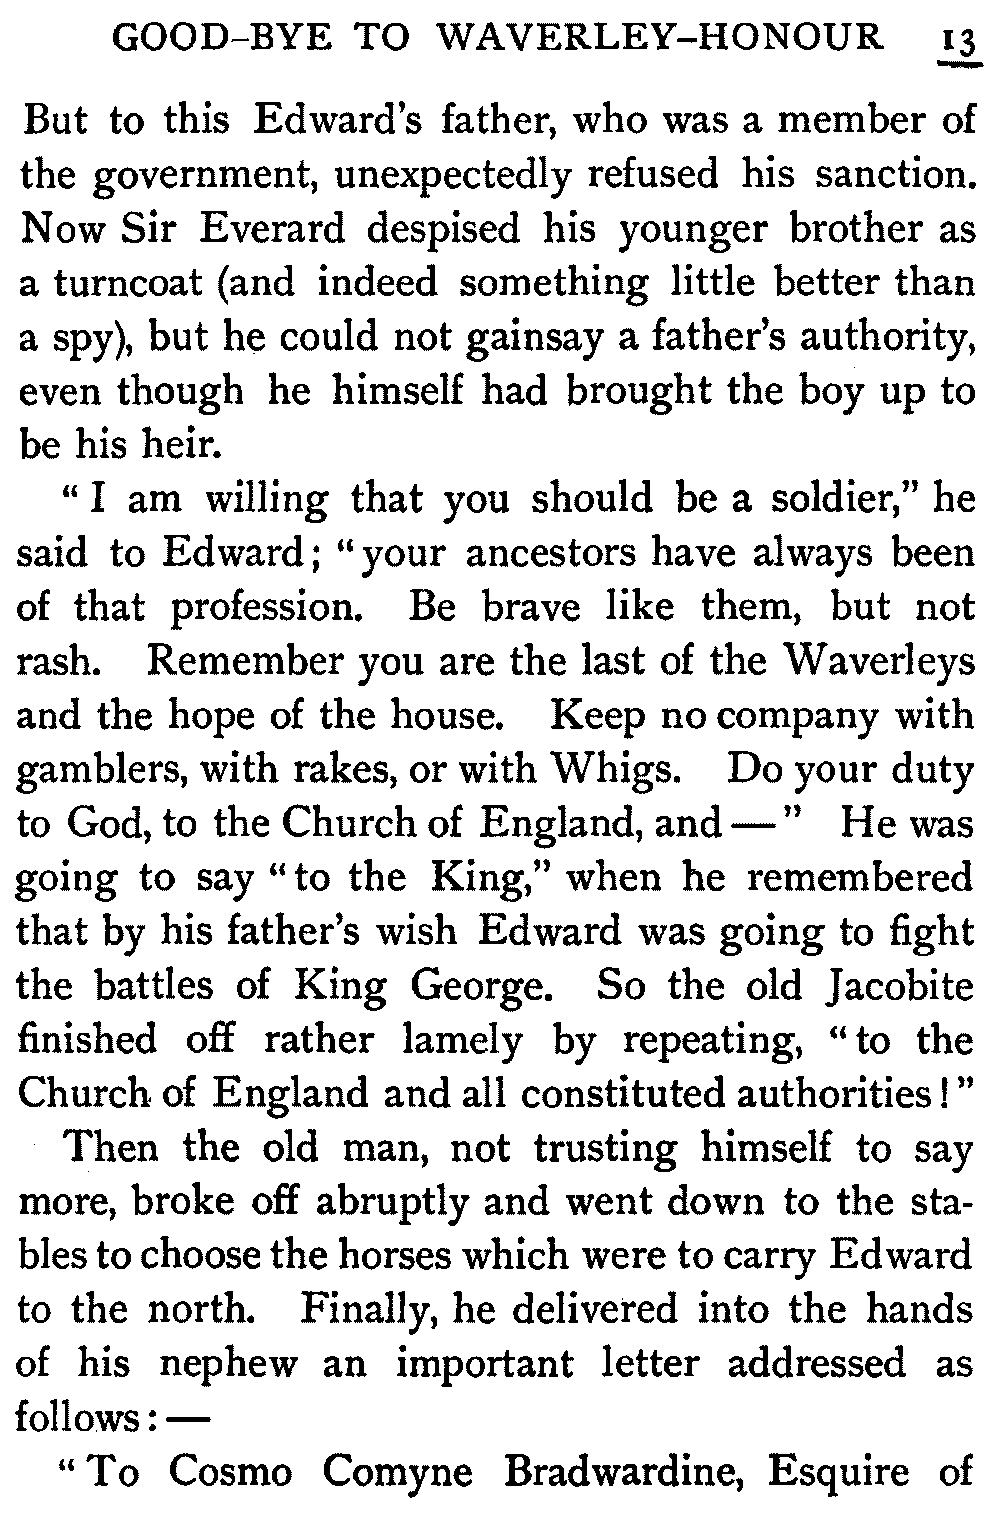 GOOD-BYE TO WAVERLEY-HONOUR 13
But to this Edward's father, who was a member of
the government, unexpectedly refused his sanction.
Now Sir Everard despised his younger brother as
a turncoat (and indeed something little better than
a spy), but he could not gainsay a father's authority,
even though he himself had brought the boy up to
be his heir.
“I am willing that you should be a soldier,” he
said to Edward; “your ancestors have always been
of that profession. Be brave like them, but not
rash. Remember you are the last of the Waverleys
and the hope of the house. Keep no company with
gamblers, with rakes, or with Whigs. Do your duty
to God, to the Church of England, and —” He was
going to say “to the King,” when he remembered
that by his father's wish Edward was going to fight
the battles of King George. So the old Jacobite
finished off rather lamely by repeating, “to the
Church of England and all constituted authorities!”
Then the old man, not trusting himself to say
more, broke off abruptly and went down to the sta-
bles to choose the horses which were to carry Edward
to the north. Finally, he delivered into the hands
of his nephew an important letter addressed as
follows: —
“To Cosmo Comyne Bradwardine, Esquire of